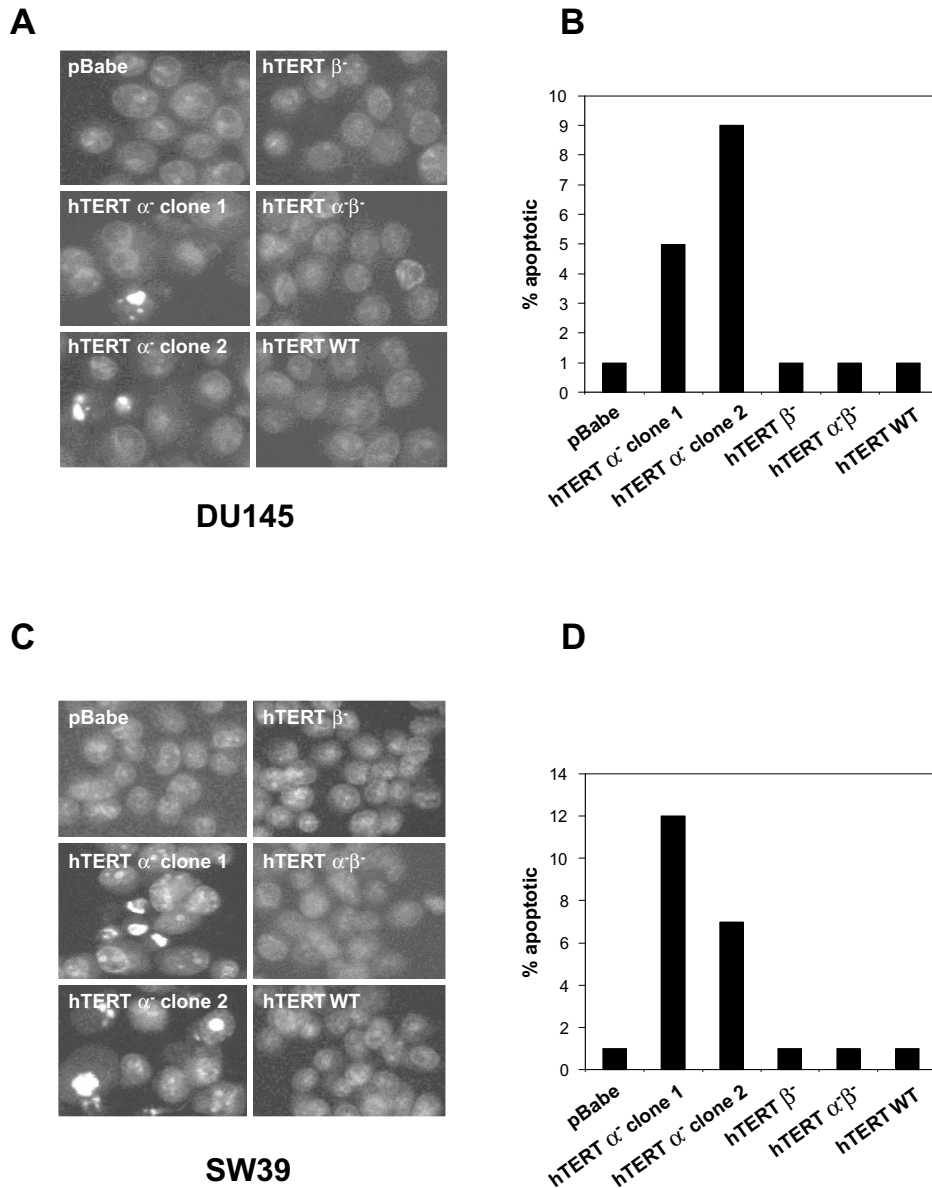 A
pBabe
hTERT β-
hTERT α- clone 1
hTERT α-β-
hTERT α- clone 2
hTERT WT
DU145
B
10
9
8
7
6
5
4
3
2
1
0
% apoptotic
pBabe
hTERT α- clone 1
hTERT α- clone 2
hTERT β-
hTERT α-β-
hTERT WT
C
pBabe
hTERT β-
hTERT α- clone 1
hTERT α-β-
hTERT α- clone 2
hTERT WT
SW39
D
14
12
10
8
6
4
2
0
% apoptotic
pBabe
hTERT α- clone 1
hTERT α- clone 2
hTERT β-
hTERT α-β-
hTERT WT